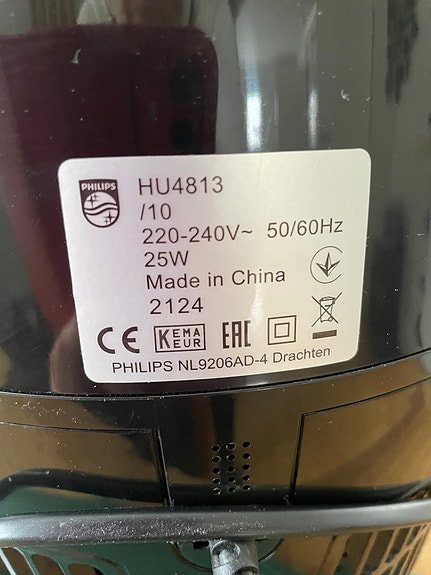 PHILIPS
HU4813
/10
220-240V~ 50/60Hz
25W
Made in China
2124
CE KEMA KEUR EAC
PHILIPS NL9206AD-4 Drachten